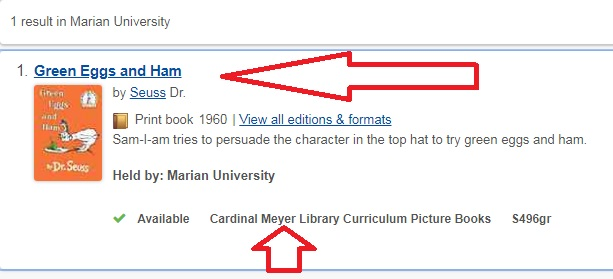 1 result in Marian University
1. Green Eggs and Ham
by Seuss Dr.
Print book 1960 | View all editions & formats
Sam-I-am tries to persuade the character in the top hat to try green eggs and ham.
Held by: Marian University
Available Cardinal Meyer Library Curriculum Picture Books S496gr
Green
Eggs
and
Ham
By Dr. Seuss